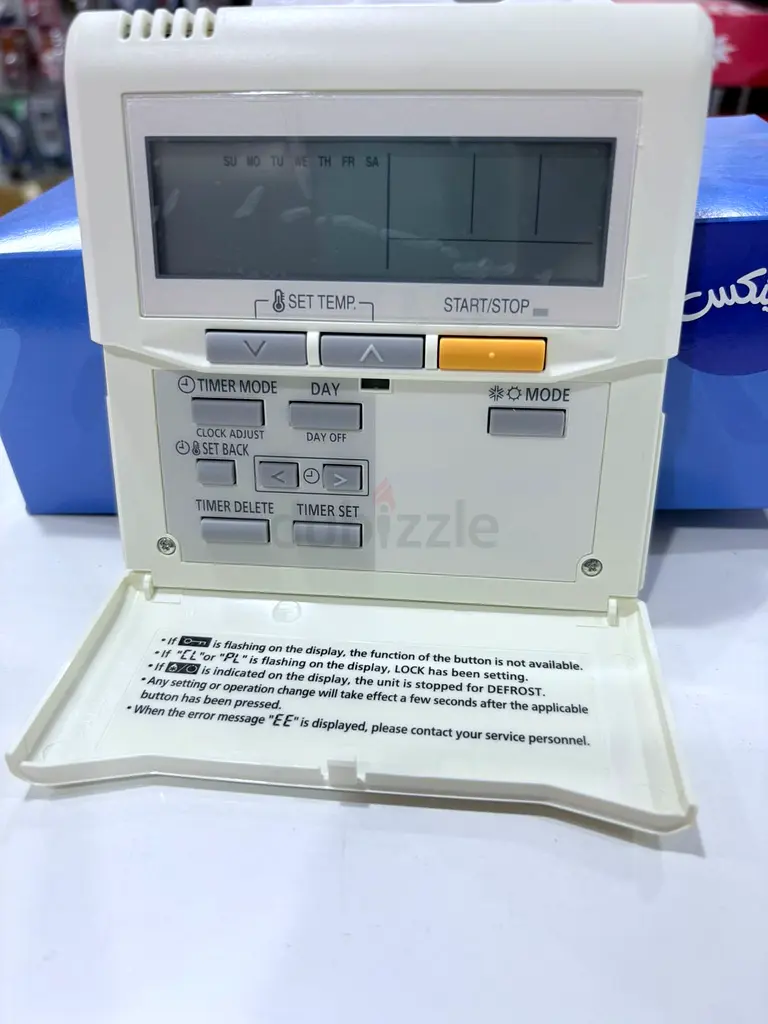 SU MO TU WE TH FR SA
SET TEMP.
START/STOP
TIMER MODE
DAY
MODE
CLOCK ADJUST
DAY OFF
SET BACK
< >
TIMER DELETE
TIMER SET
dubizzle
• If is flashing on the display, the function of the button is not available.
• If "CL" or "PL" is flashing on the display, LOCK has been setting.
• If is indicated on the display, the unit is stopped for DEFROST.
• Any setting or operation change will take effect a few seconds after the applicable
button has been pressed.
• When the error message "EE" is displayed, please contact your service personnel.